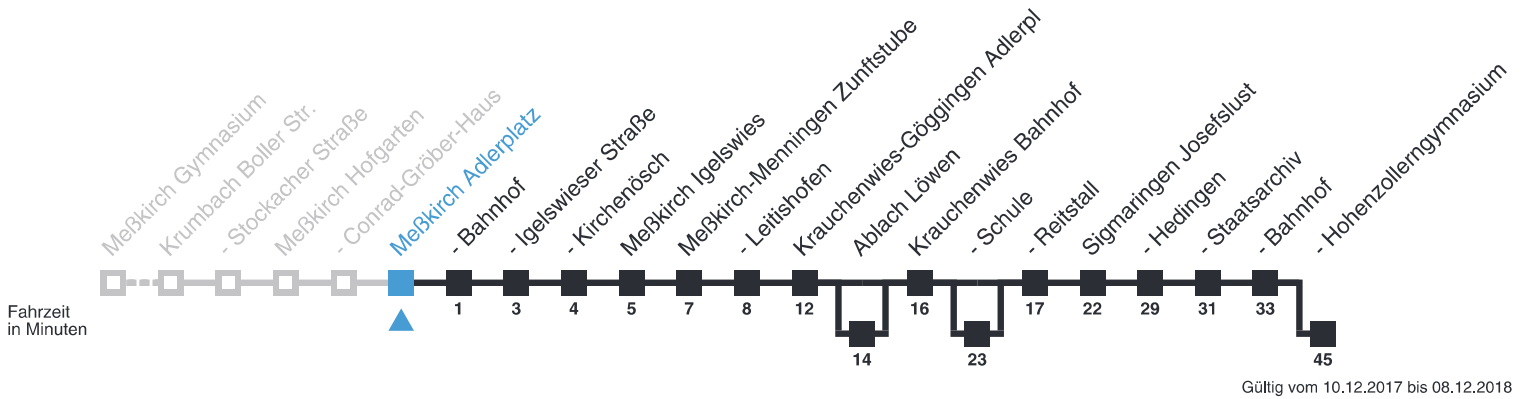 Meßkirch Gymnasium
Krumbach Boller Str.
- Stockacher Straße
Meßkirch Hofgarten
- Conrad-Gröber-Haus
Meßkirch Adlerplatz
- Bahnhof
- Igelswieser Straße
- Kirchenösch
Meßkirch Igelswies
Meßkirch-Menningen Zunftstube
- Leitishofen
Krauchenwies-Göggingen Adlerpl
Ablach Löwen
Krauchenwies Bahnhof
- Schule
- Reitstall
Sigmaringen Josefslust
- Hedingen
- Staatsarchiv
- Bahnhof
- Hohenzollerngymnasium
Fahrzeit
in Minuten
1 3 4 5 7 8 12 16 17 22 29 31 33
14 23 45
Gültig vom 10.12.2017 bis 08.12.2018